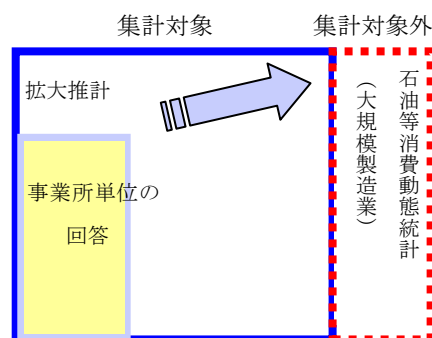 集計対象
集計対象外
拡大推計
事業所単位の
回答
石油等消費動態統計
（大規模製造業）